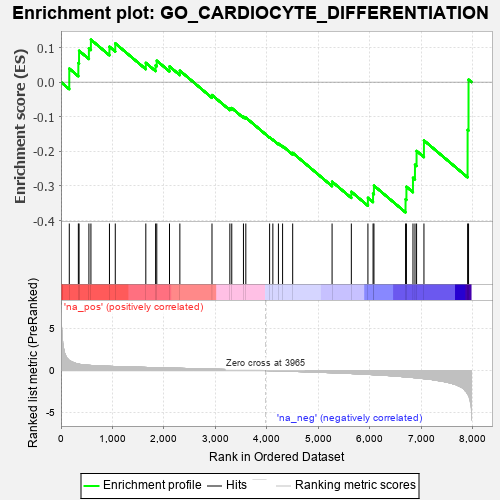 Enrichment plot: GO_CARDIOCYTE_DIFFERENTIATION
Enrichment score (ES)
0.1
0.0
-0.1
-0.2
-0.3
-0.4
'na_pos' (positively correlated)
Ranked list metric (PreRanked)
5
0
-5
Zero cross at 3965
'na_neg' (negatively correlated)
0 1,000 2,000 3,000 4,000 5,000 6,000 7,000 8,000
Rank in Ordered Dataset
Enrichment profile Hits Ranking metric scores